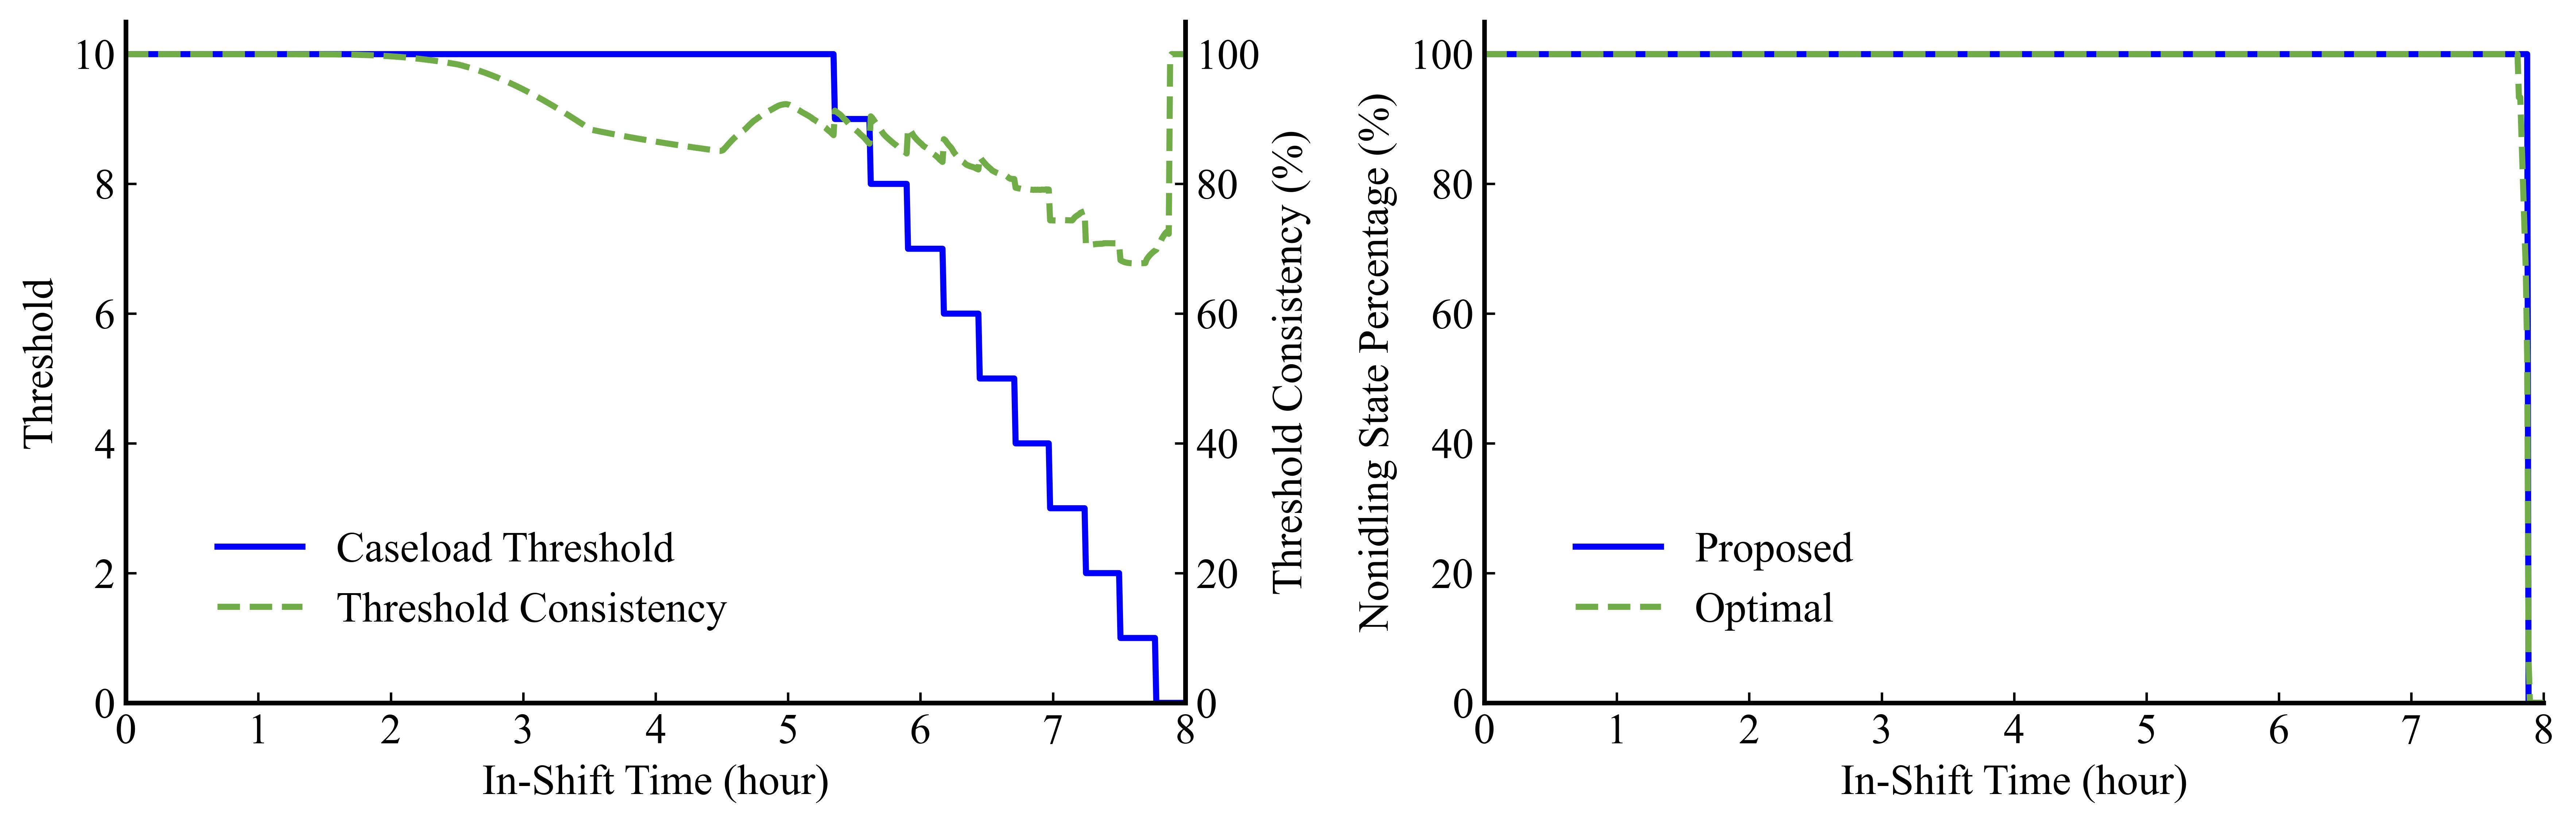 Threshold
10
8
6
4
2
0
0 1 2 3 4 5 6 7 8
In-Shift Time (hour)
100
80
60
40
20
0
Threshold Consistency (%)
Caseload Threshold
Threshold Consistency
Nonidling State Percentage (%)
100
80
60
40
20
0
0 1 2 3 4 5 6 7 8
In-Shift Time (hour)
Proposed
Optimal